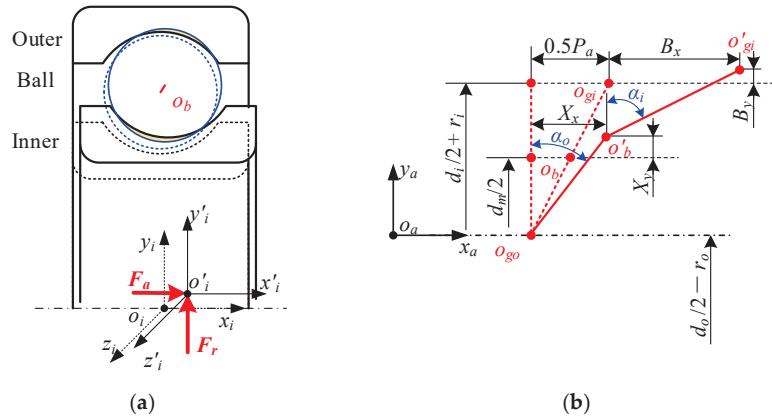 Outer
Ball
Inner
o_b
y'_i
y_i
F_a
o'_i
x'_i
o_i
x_i
z_i
z'_i
F_r
(a)
0.5P_a
B_x
o'_gi
o_gi
α_i
B_y
X_x
α_o
o'_b
d_i/2+r_i
o_b
X_y
d_m/2
y_a
o_a
x_a
o_go
d_o/2−r_o
(b)